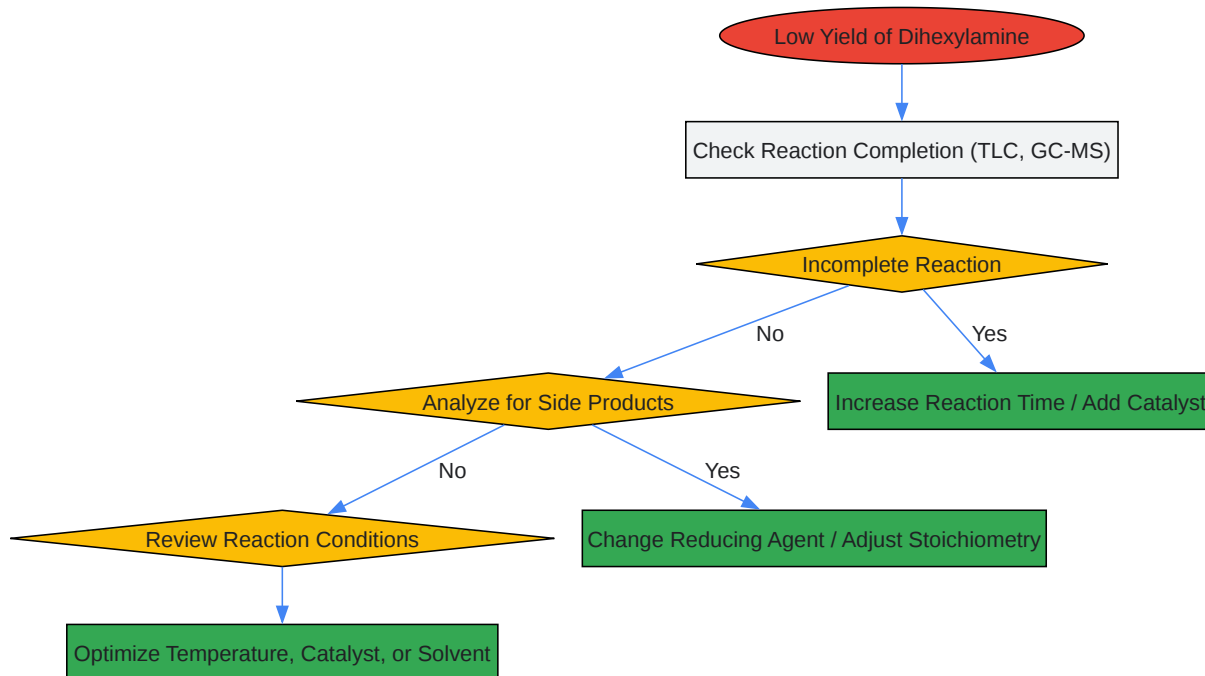 Low Yield of Dihexylamine
Check Reaction Completion (TLC, GC-MS)
Incomplete Reaction
No
Yes
Analyze for Side Products
Increase Reaction Time / Add Catalyst
No
Yes
Review Reaction Conditions
Change Reducing Agent / Adjust Stoichiometry
Optimize Temperature, Catalyst, or Solvent